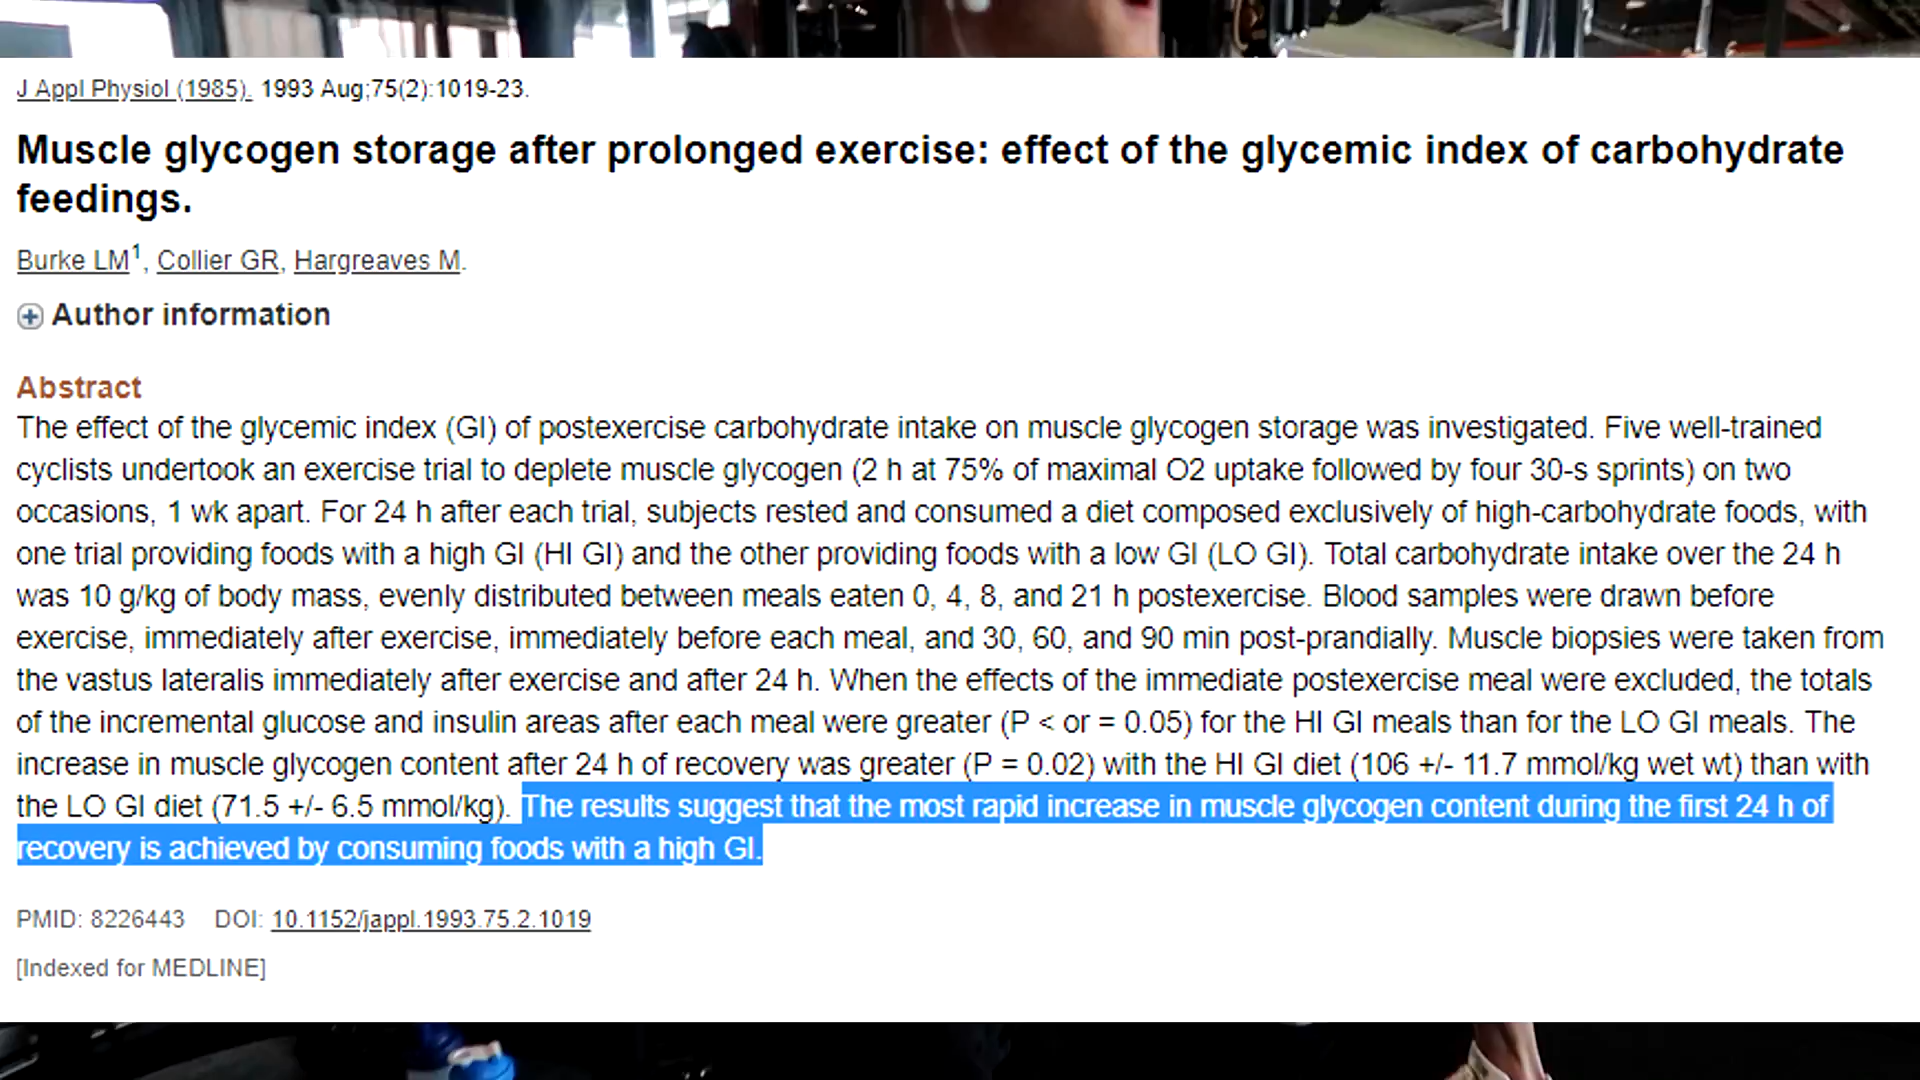 J Appl Physiol (1985). 1993 Aug;75(2):1019-23.
Muscle glycogen storage after prolonged exercise: effect of the glycemic index of carbohydrate
feedings.
Burke LM1, Collier GR, Hargreaves M.
Author information
Abstract
The effect of the glycemic index (GI) of postexercise carbohydrate intake on muscle glycogen storage was investigated. Five well-trained
cyclists undertook an exercise trial to deplete muscle glycogen (2 h at 75% of maximal O2 uptake followed by four 30-s sprints) on two
occasions, 1 wk apart. For 24 h after each trial, subjects rested and consumed a diet composed exclusively of high-carbohydrate foods, with
one trial providing foods with a high GI (HI GI) and the other providing foods with a low GI (LO GI). Total carbohydrate intake over the 24 h
was 10 g/kg of body mass, evenly distributed between meals eaten 0, 4, 8, and 21 h postexercise. Blood samples were drawn before
exercise, immediately after exercise, immediately before each meal, and 30, 60, and 90 min post-prandially. Muscle biopsies were taken from
the vastus lateralis immediately after exercise and after 24 h. When the effects of the immediate postexercise meal were excluded, the totals
of the incremental glucose and insulin areas after each meal were greater (P < or = 0.05) for the HI GI meals than for the LO GI meals. The
increase in muscle glycogen content after 24 h of recovery was greater (P = 0.02) with the HI GI diet (106 +/- 11.7 mmol/kg wet wt) than with
the LO GI diet (71.5 +/- 6.5 mmol/kg). The results suggest that the most rapid increase in muscle glycogen content during the first 24 h of
recovery is achieved by consuming foods with a high GI.
PMID: 8226443 DOI: 10.1152/jappl.1993.75.2.1019
[Indexed for MEDLINE]